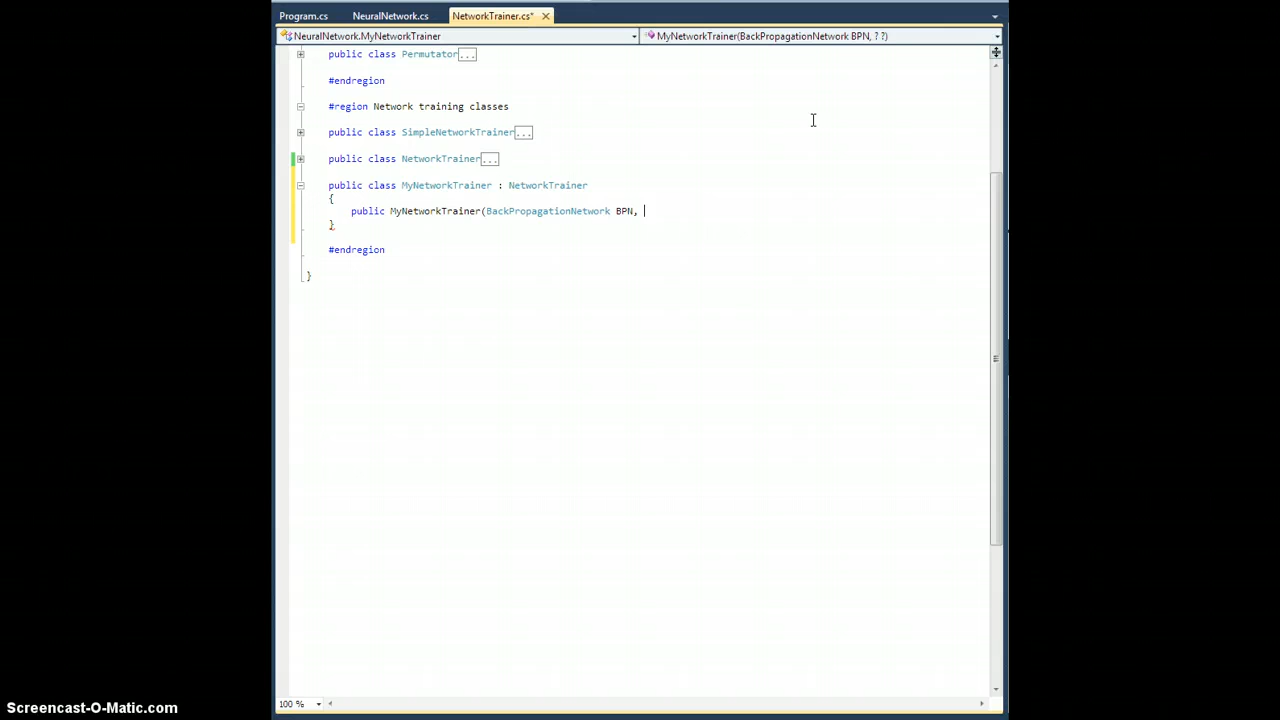 Program.cs NeuralNetwork.cs NetworkTrainer.cs*
NeuralNetwork.MyNetworkTrainer MyNetworkTrainer(BackPropagationNetwork BPN, ? ?)
public class Permutator...
#endregion
#region Network training classes
public class SimpleNetworkTrainer...
public class NetworkTrainer...
public class MyNetworkTrainer : NetworkTrainer
{
public MyNetworkTrainer(BackPropagationNetwork BPN,
}
#endregion
}
100 %
Screencast-O-Matic.com